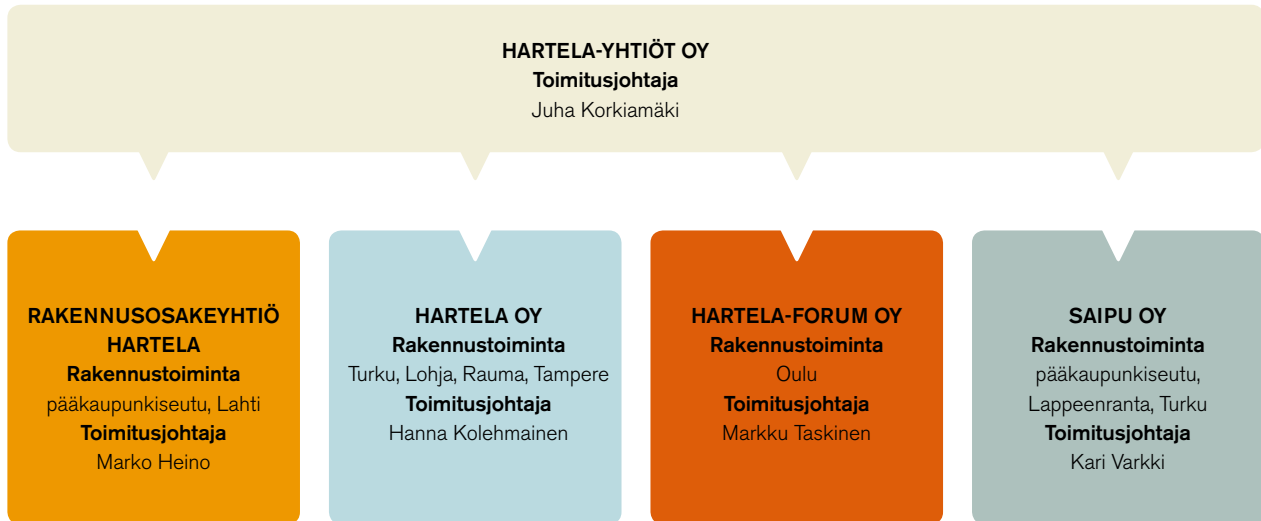 HARTELA-YHTIÖT OY
Toimitusjohtaja
Juha Korkiamäki
RAKENNUSOSAKEYHTIÖ
HARTELA
Rakennustoiminta
pääkaupunkiseutu, Lahti
Toimitusjohtaja
Marko Heino
HARTELA OY
Rakennustoiminta
Turku, Lohja, Rauma, Tampere
Toimitusjohtaja
Hanna Kolehmainen
HARTELA-FORUM OY
Rakennustoiminta
Oulu
Toimitusjohtaja
Markku Taskinen
SAIPU OY
Rakennustoiminta
pääkaupunkiseutu,
Lappeenranta, Turku
Toimitusjohtaja
Kari Varkki